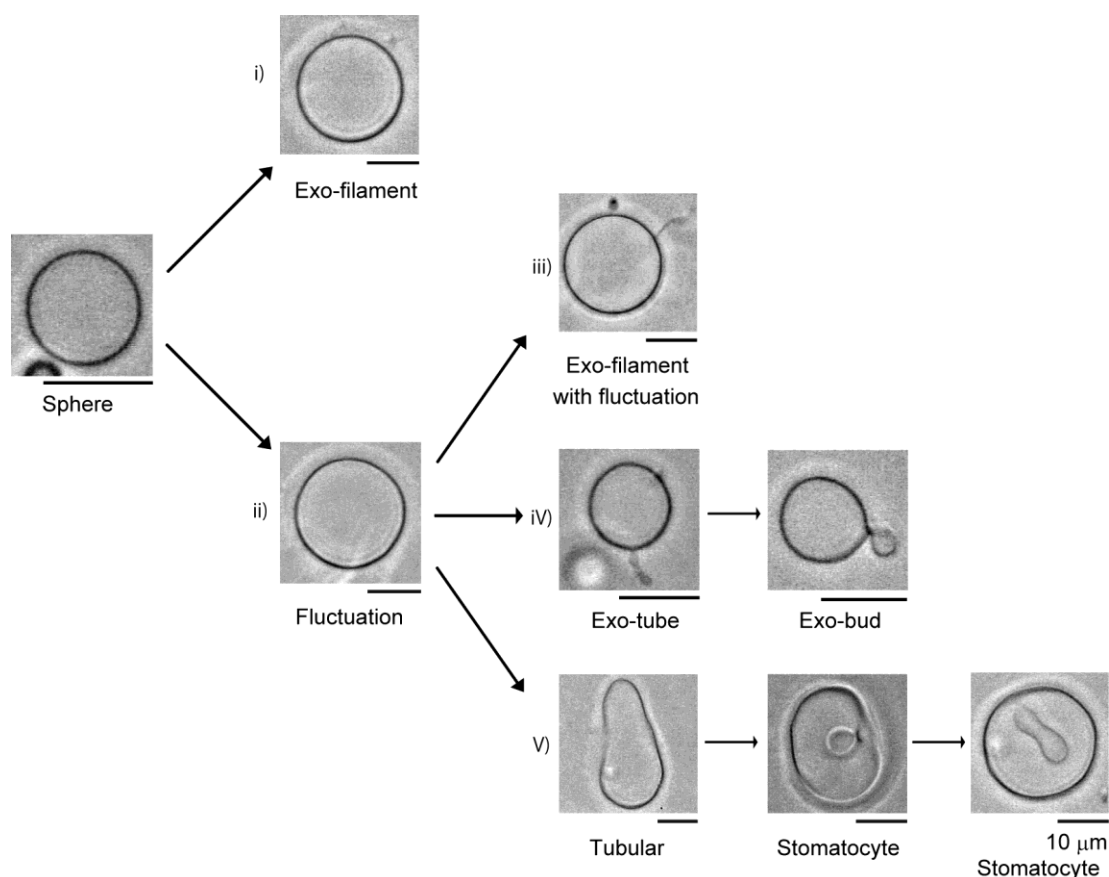 i)
Exo-filament
iii)
Sphere
Exo-filament
with fluctuation
ii)
Fluctuation
iV)
Exo-tube
Exo-bud
V)
Tubular
Stomatocyte
10 μm
Stomatocyte